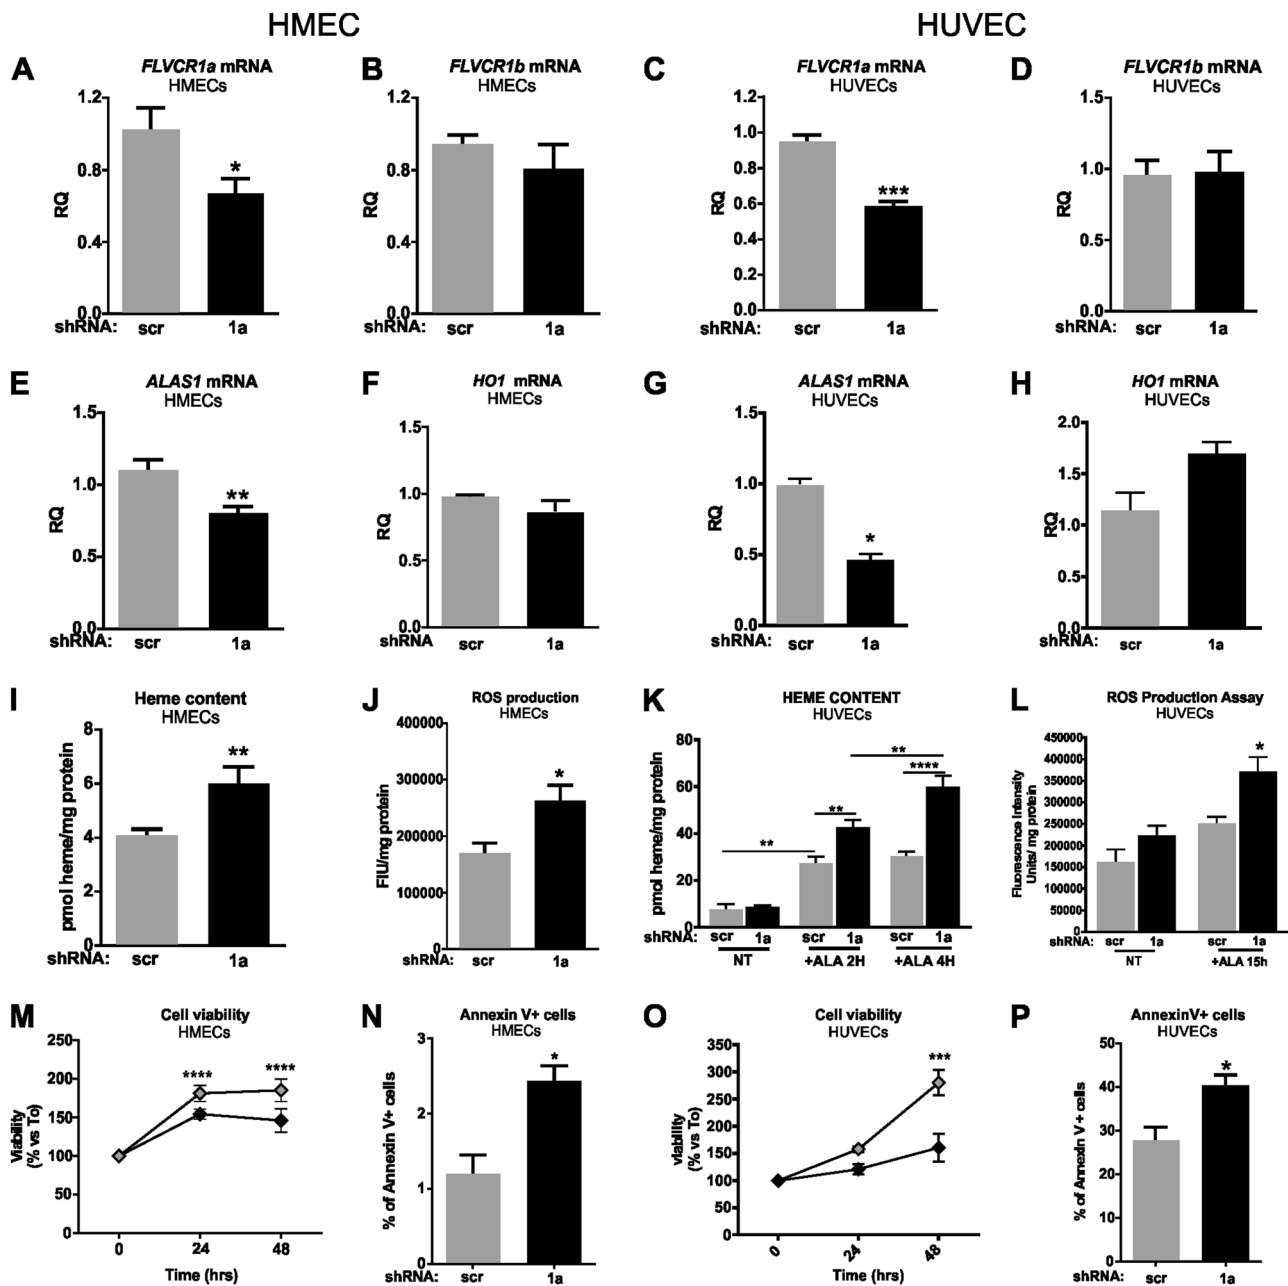 HMEC
HUVEC
A
FLVCR1a mRNA
HMECs
1.2
0.8
0.4
0.0
RQ
*
shRNA: scr 1a
B
FLVCR1b mRNA
HMECs
1.2
0.8
0.4
0.0
RQ
shRNA: scr 1a
C
FLVCR1a mRNA
HUVECs
1.2
1.0
0.8
0.6
0.4
0.2
0.0
RQ
***
shRNA: scr 1a
D
FLVCR1b mRNA
HUVECs
1.5
1.0
0.5
0.0
RQ
shRNA: scr 1a
E
ALAS1 mRNA
HMECs
1.5
1.0
0.5
0.0
RQ
**
shRNA: scr 1a
F
HO1 mRNA
HMECs
1.5
1.0
0.5
0.0
RQ
shRNA: scr 1a
G
ALAS1 mRNA
HUVECs
1.5
1.0
0.5
0.0
RQ
*
shRNA: scr 1a
H
HO1 mRNA
HUVECs
2.0
1.5
1.0
0.5
0.0
RQ
shRNA: scr 1a
I
Heme content
HMECs
8
6
4
2
0
pmol heme/mg protein
**
shRNA: scr 1a
J
ROS production
HMECs
400000
300000
200000
100000
0
FIU/mg protein
*
shRNA: scr 1a
K
HEME CONTENT
HUVECs
80
60
40
20
0
pmol heme/mg protein
**
****
**
**
shRNA: scr 1a scr 1a scr 1a
NT +ALA 2H +ALA 4H
L
ROS Production Assay
HUVECs
450000
400000
350000
300000
250000
200000
150000
100000
50000
0
Fluorescence Intensity
Units/ mg protein
*
shRNA: scr 1a scr 1a
NT +ALA 15h
M
Cell viability
HMECs
250
200
150
100
50
0
Viability
(% vs To)
**** ****
0 24 48
Time (hrs)
N
Annexin V+ cells
HMECs
3
2
1
0
% of Annexin V+ cells
*
shRNA: scr 1a
O
Cell viability
HUVECs
350
300
250
200
150
100
50
0
viability
(% vs To)
***
0 24 48
Time (hrs)
P
AnnexinV+ cells
HUVECs
50
40
30
20
10
0
% of Annexin V+ cells
*
shRNA: scr 1a